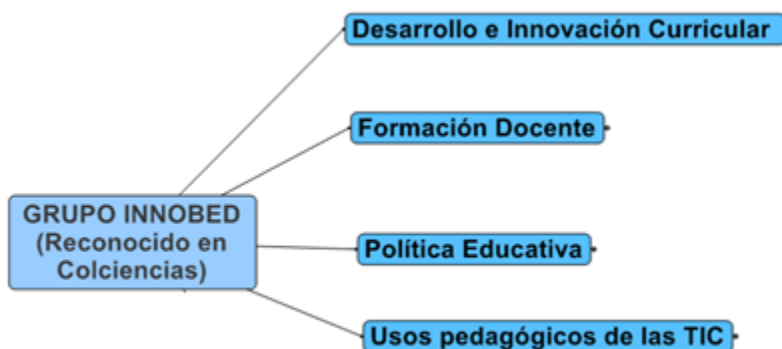 Desarrollo e Innovación Curricular
Formación Docente
GRUPO INNOBED
(Reconocido en
Colciencias)
Política Educativa
Usos pedagógicos de las TIC